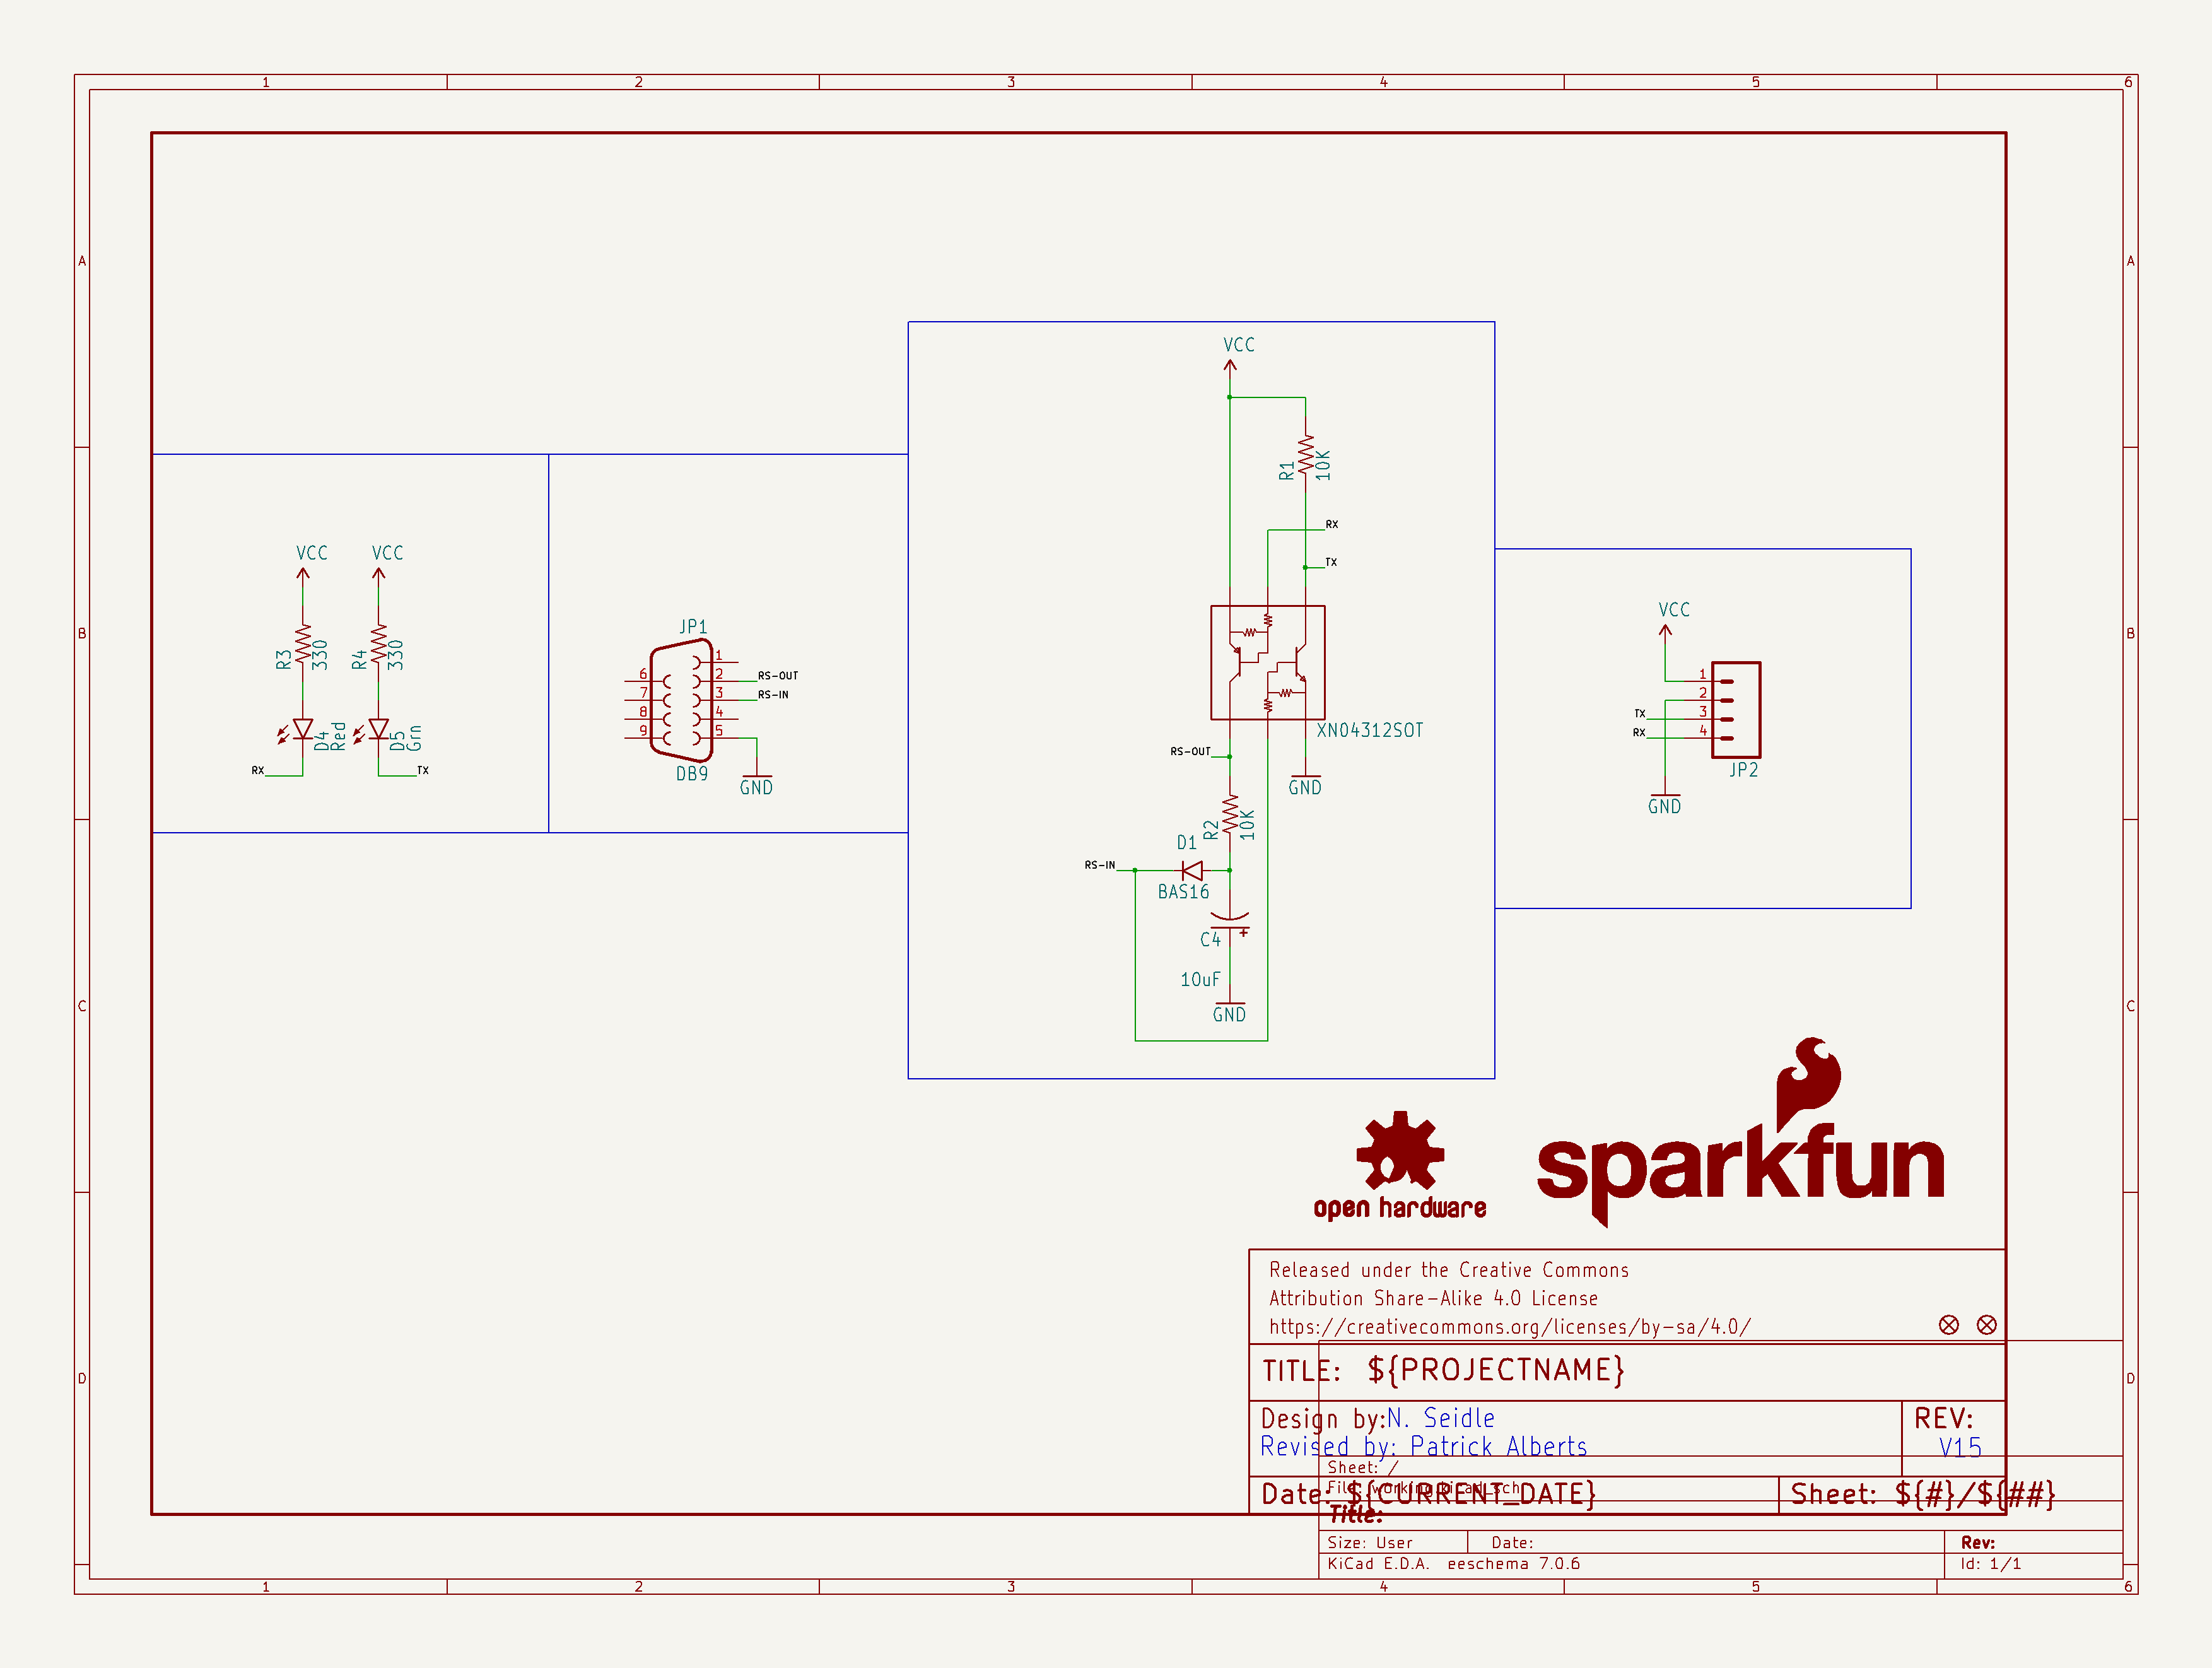 1 2 3 4 5 6
A A
B B
C C
D D
VCC
R1
10K
RX
TX
XN04312SOT
RS-OUT
GND
R2
10K
D1
RS-IN
BAS16
C4
+
10uF
GND
VCC VCC
R3
330
R4
330
D4
Red
D5
Grn
RX
TX
JP1
1
6
2
RS-OUT
7
3
RS-IN
8
4
9
5
DB9
GND
VCC
1
2
TX
3
RX
4
JP2
GND
open hardware
sparkfun
Released under the Creative Commons
Attribution Share-Alike 4.0 License
https://creativecommons.org/licenses/by-sa/4.0/
TITLE: ${PROJECTNAME}
Design by:N. Seidle
REV:
Revised by: Patrick Alberts
V15
Sheet: /
File: working.kicad_sch
Date: ${CURRENT_DATE}
Sheet: ${#}/${##}
Title:
Size: User
Date:
Rev:
KiCad E.D.A. eeschema 7.0.6
Id: 1/1
1 2 3 4 5 6